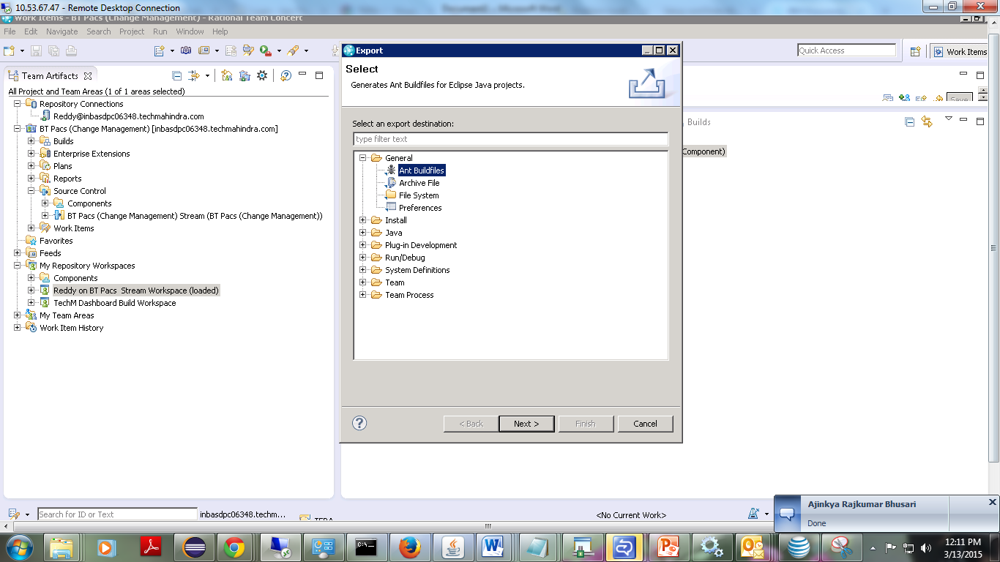 10.53.67.47 - Remote Desktop Connection
Work Items - BT Pacs (Change Management) - Rational Team Concert
File Edit Navigate Search Project Run Window Help
Quick Access
Work Items
Team Artifacts
All Project and Team Areas (1 of 1 areas selected)
Repository Connections
Reddy@inbasdpc06348.techmahindra.com
BT Pacs (Change Management) [inbasdpc06348.techmahindra.com]
Builds
Enterprise Extensions
Plans
Reports
Source Control
Components
BT Pacs (Change Management) Stream (BT Pacs (Change Management))
Work Items
Favorites
Feeds
My Repository Workspaces
Components
Reddy on BT Pacs Stream Workspace (loaded)
TechM Dashboard Build Workspace
My Team Areas
Work Item History
Export
Select
Generates Ant Buildfiles for Eclipse Java projects.
Select an export destination:
type filter text
General
Ant Buildfiles
Archive File
File System
Preferences
Install
Java
Plug-in Development
Run/Debug
System Definitions
Team
Team Process
< Back Next > Finish Cancel
Save
Builds
Component)
Search for ID or Text
inbasdpc06348.techm...
<No Current Work>
Ajinkya Rajkumar Bhusari
Done
12:11 PM
3/13/2015